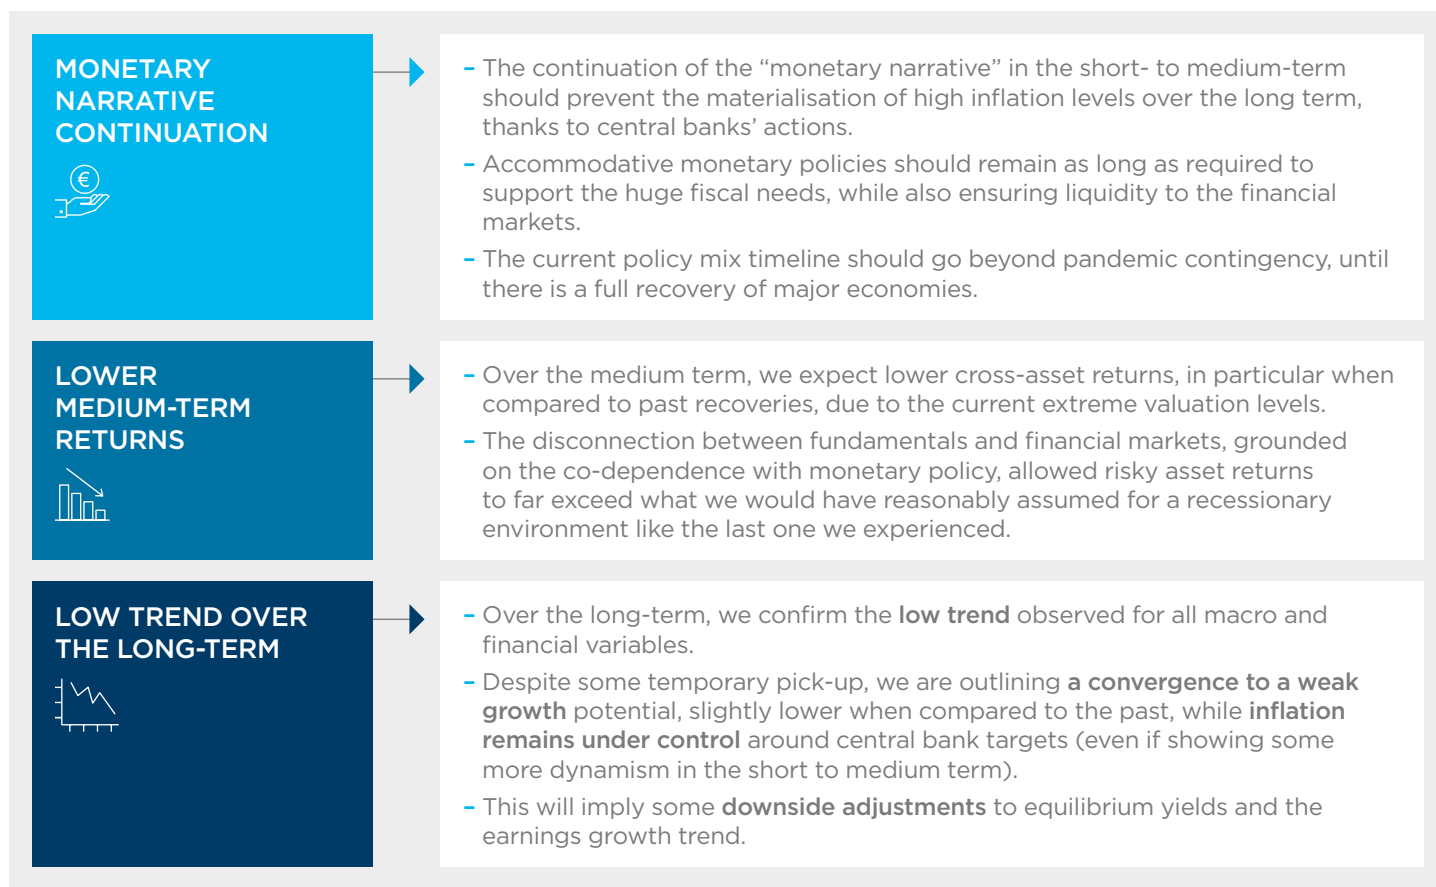 MONETARY
NARRATIVE
CONTINUATION
€
– The continuation of the “monetary narrative” in the short- to medium-term
should prevent the materialisation of high inflation levels over the long term,
thanks to central banks’ actions.
– Accommodative monetary policies should remain as long as required to
support the huge fiscal needs, while also ensuring liquidity to the financial
markets.
– The current policy mix timeline should go beyond pandemic contingency, until
there is a full recovery of major economies.
LOWER
MEDIUM-TERM
RETURNS
– Over the medium term, we expect lower cross-asset returns, in particular when
compared to past recoveries, due to the current extreme valuation levels.
– The disconnection between fundamentals and financial markets, grounded
on the co-dependence with monetary policy, allowed risky asset returns
to far exceed what we would have reasonably assumed for a recessionary
environment like the last one we experienced.
LOW TREND OVER
THE LONG-TERM
– Over the long-term, we confirm the low trend observed for all macro and
financial variables.
– Despite some temporary pick-up, we are outlining a convergence to a weak
growth potential, slightly lower when compared to the past, while inflation
remains under control around central bank targets (even if showing some
more dynamism in the short to medium term).
– This will imply some downside adjustments to equilibrium yields and the
earnings growth trend.